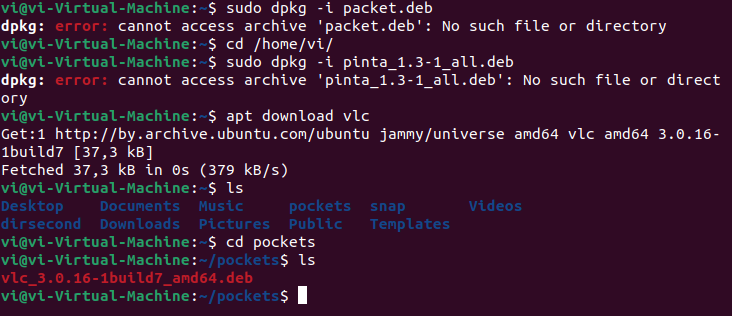 vi@vi-Virtual-Machine:~$ sudo dpkg -i packet.deb
dpkg: error: cannot access archive 'packet.deb': No such file or directory
vi@vi-Virtual-Machine:~$ cd /home/vi/
vi@vi-Virtual-Machine:~$ sudo dpkg -i pinta_1.3-1_all.deb
dpkg: error: cannot access archive 'pinta_1.3-1_all.deb': No such file or direct
ory
vi@vi-Virtual-Machine:~$ apt download vlc
Get:1 http://by.archive.ubuntu.com/ubuntu jammy/universe amd64 vlc amd64 3.0.16-
1build7 [37,3 kB]
Fetched 37,3 kB in 0s (379 kB/s)
vi@vi-Virtual-Machine:~$ ls
Desktop    Documents  Music      pockets  snap       Videos
dirsecond  Downloads  Pictures  Public   Templates
vi@vi-Virtual-Machine:~$ cd pockets
vi@vi-Virtual-Machine:~/pockets$ ls
vlc_3.0.16-1build7_amd64.deb
vi@vi-Virtual-Machine:~/pockets$